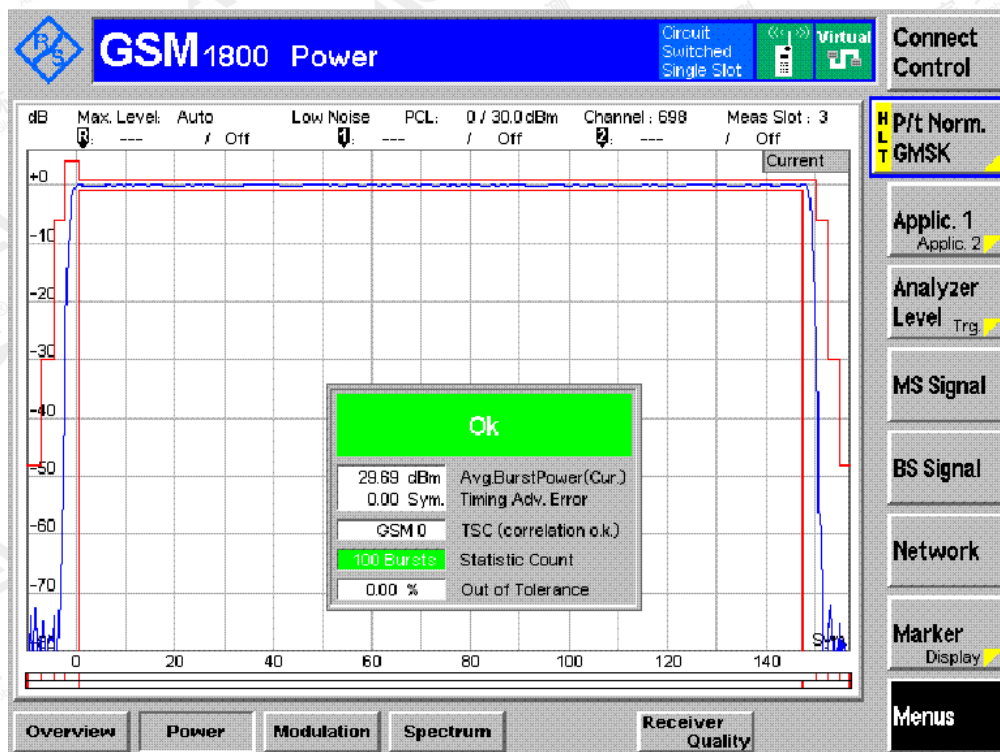 R/S
GSM 1800 Power
Circuit
Switched
Single Slot
Virtual
Connect
Control
dB Max. Level: Auto Low Noise PCL: 0 / 30.0 dBm Channel : 698 Meas Slot : 3
R: --- / Off 1: --- / Off 2: --- / Off
HLT
P/t Norm.
GMSK
Current
+0
-10
-20
-30
-40
-50
-60
-70
0 20 40 60 80 100 120 140
Ok
29.69 dBm Avg.BurstPower(Cur.)
0.00 Sym. Timing Adv. Error
GSM 0 TSC (correlation o.k.)
100 Bursts Statistic Count
0.00 % Out of Tolerance
Applic. 1
Applic. 2
Analyzer
Level Trg.
MS Signal
BS Signal
Network
Marker
Display
Menus
Overview Power Modulation Spectrum Receiver
Quality